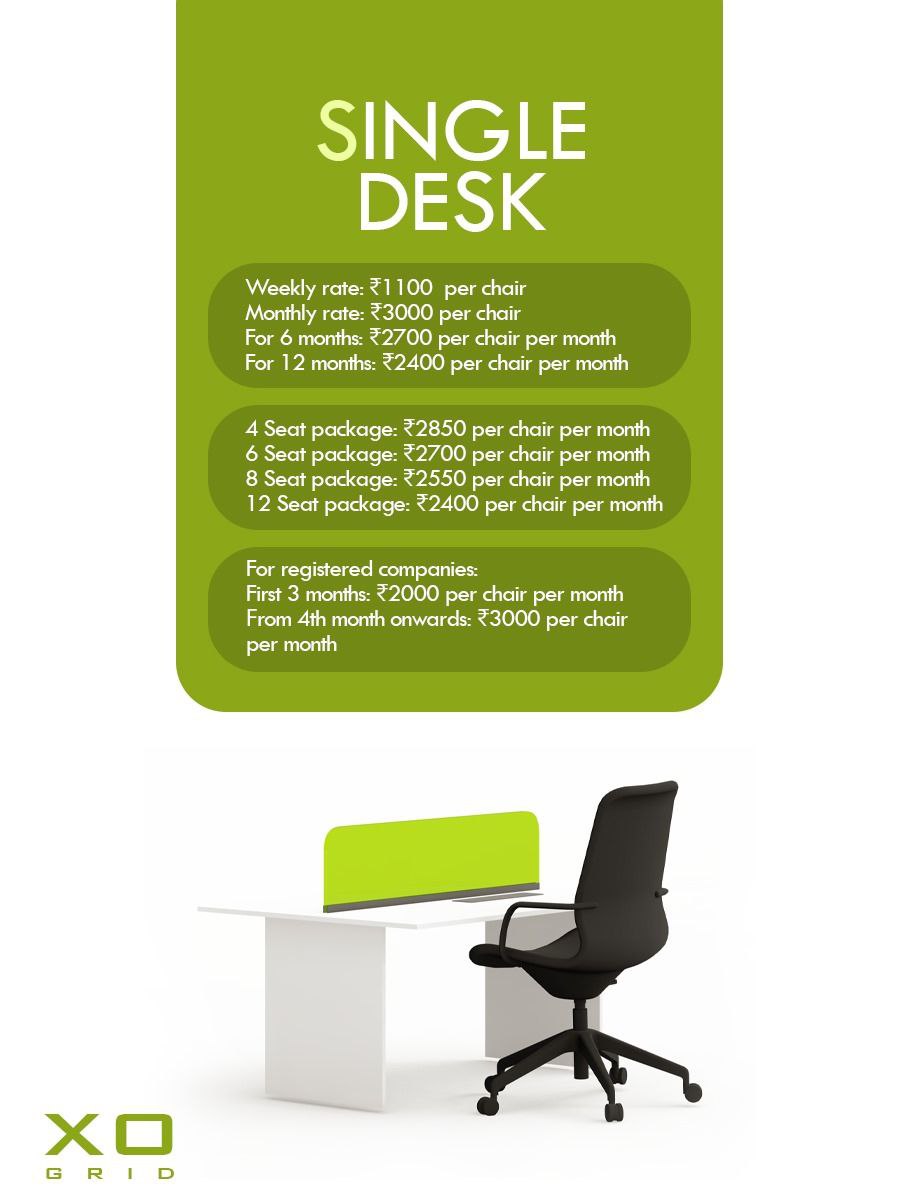 SINGLE
DESK
Weekly rate: ₹1100  per chair
Monthly rate: ₹3000 per chair
For 6 months: ₹2700 per chair per month
For 12 months: ₹2400 per chair per month
4 Seat package: ₹2850 per chair per month
6 Seat package: ₹2700 per chair per month
8 Seat package: ₹2550 per chair per month
12 Seat package: ₹2400 per chair per month
For registered companies:
First 3 months: ₹2000 per chair per month
From 4th month onwards: ₹3000 per chair
per month
XO
GRID